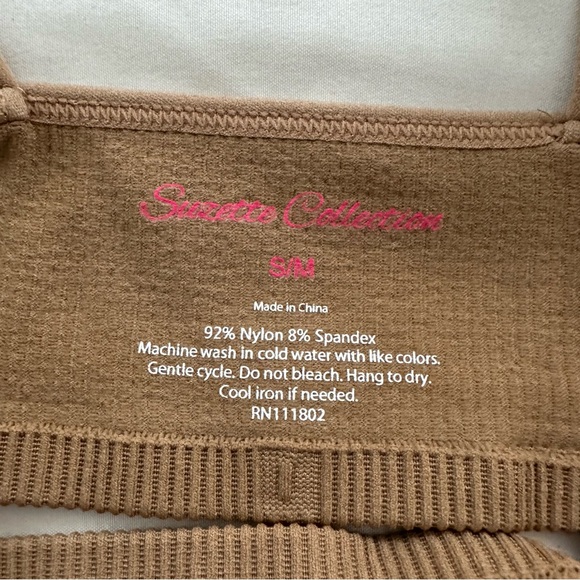 Suzette Collection
S/M
Made in China
92% Nylon 8% Spandex
Machine wash in cold water with like colors.
Gentle cycle. Do not bleach. Hang to dry.
Cool iron if needed.
RN111802